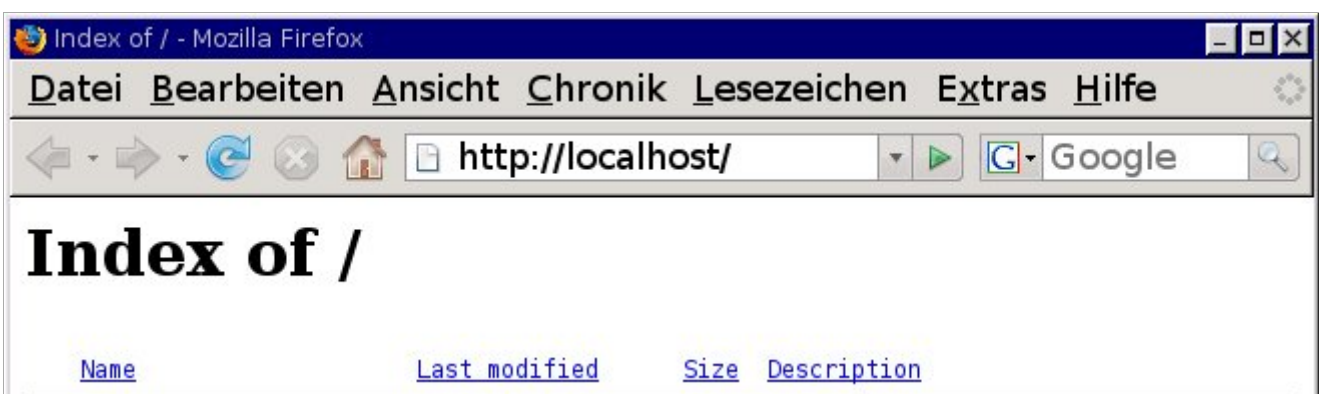 Index of / - Mozilla Firefox
Datei Bearbeiten Ansicht Chronik Lesezeichen Extras Hilfe
http://localhost/ G Google
Index of /
Name Last modified Size Description